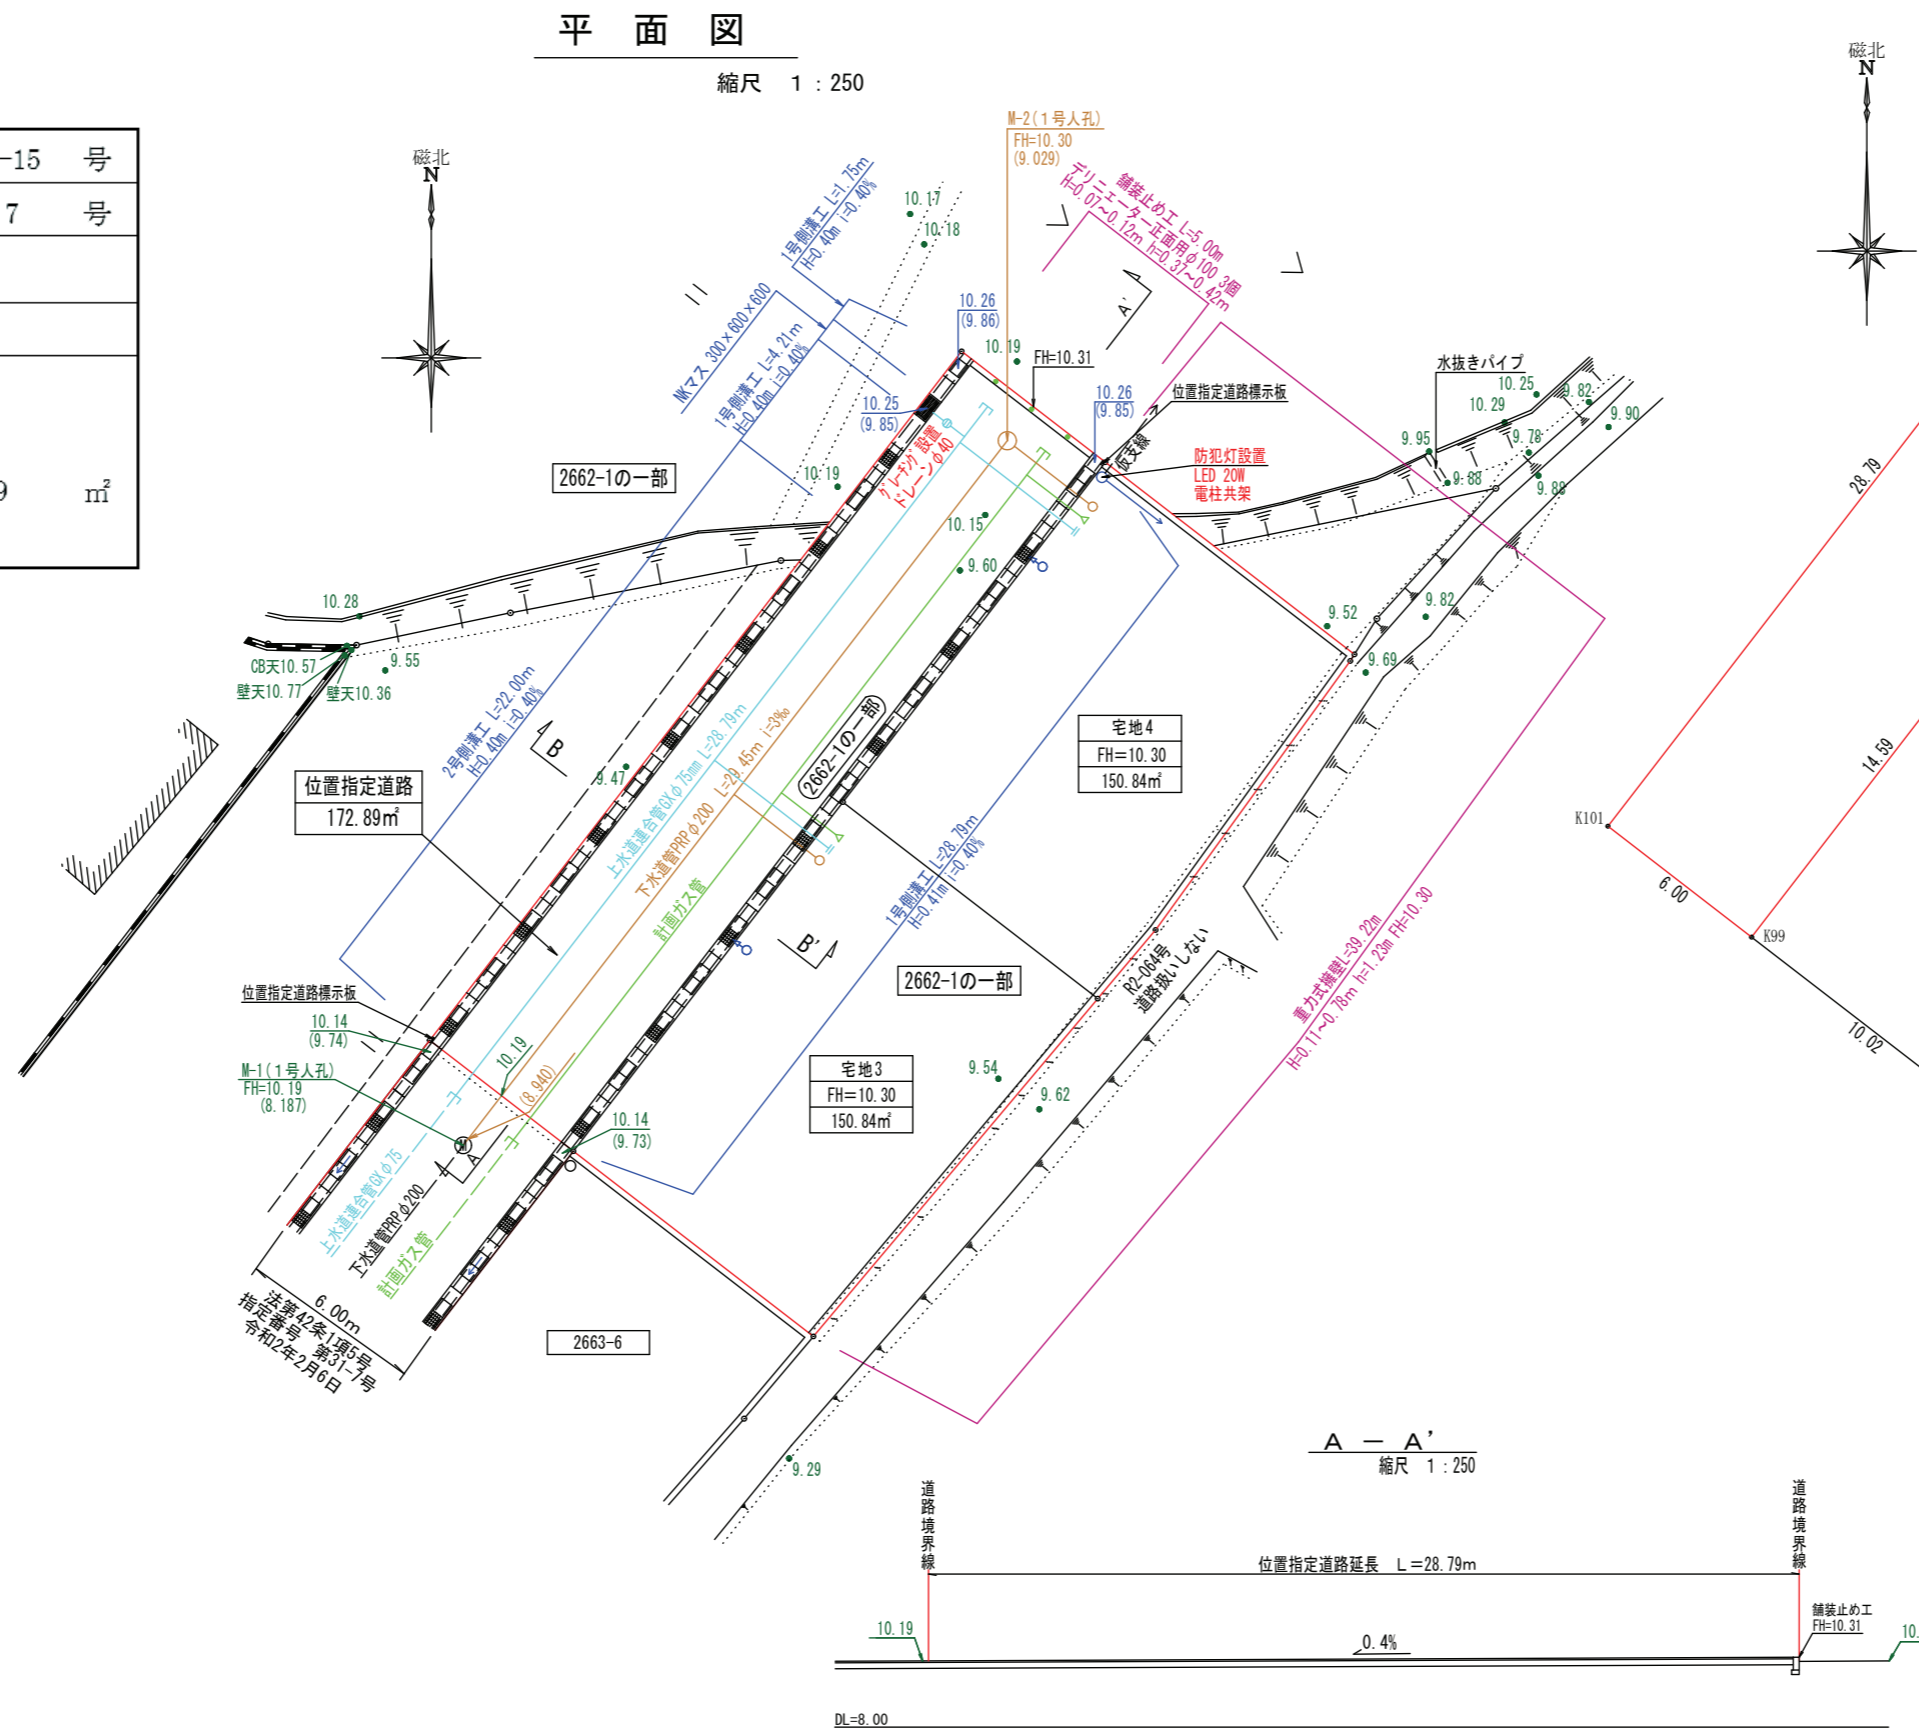 平面図
縮尺 1:250
-15 号
7 号
9 ㎡
磁北
N
磁北
N
M-2(1号人孔)
FH=10.30
(9.029)
舗装止め工 L=5.00m
デリニェーター正面用φ100 3個
H=0.07～0.12m h=0.37～0.42m
1号側溝工 L=1.75m
H=0.40m i=0.40%
NKマス 300×600×600
1号側溝工 L=4.21m
H=0.40m i=0.40%
10.17
10.18
10.26
(9.86)
10.19
FH=10.31
A'
10.25
(9.85)
10.26
(9.85)
位置指定道路標示板
仮支線
水抜きパイプ
10.25
10.29
9.82
9.90
9.95
9.78
9.88
9.88
防犯灯設置
LED 20W
電柱共架
グレーチング設置
ドレーンφ40
2662-1の一部
10.19
10.15
9.60
10.28
CB天10.57
壁天10.77
壁天10.36
9.55
9.52
9.82
9.69
2号側溝工 L=22.00m
H=0.40m i=0.40%
B
9.47
位置指定道路
172.89㎡
上水道連合管GXφ75mm L=28.79m
下水道管PRPφ200 L=29.45m i=3‰
計画ガス管
2662-1の一部
宅地4
FH=10.30
150.84㎡
1号側溝工 L=28.79m
H=0.41m i=0.40%
B'
2662-1の一部
R2-064号
道路扱いしない
重力式擁壁L=39.22m
H=0.11～0.78m h=1.23m FH=10.30
28.79
14.59
K101
6.00
K99
10.02
位置指定道路標示板
10.14
(9.74)
M-1(1号人孔)
FH=10.19
(8.187)
10.19
(8.940)
M
A
10.14
(9.73)
宅地3
FH=10.30
150.84㎡
9.54
9.62
上水道連合管GXφ75
下水道管PRPφ200
計画ガス管
6.00m
法第42条1項5号
指定番号 第31-7号
令和2年2月6日
2663-6
9.29
A - A'
縮尺 1:250
道路境界線
道路境界線
位置指定道路延長 L=28.79m
10.19
0.4%
舗装止め工
FH=10.31
10.
DL=8.00